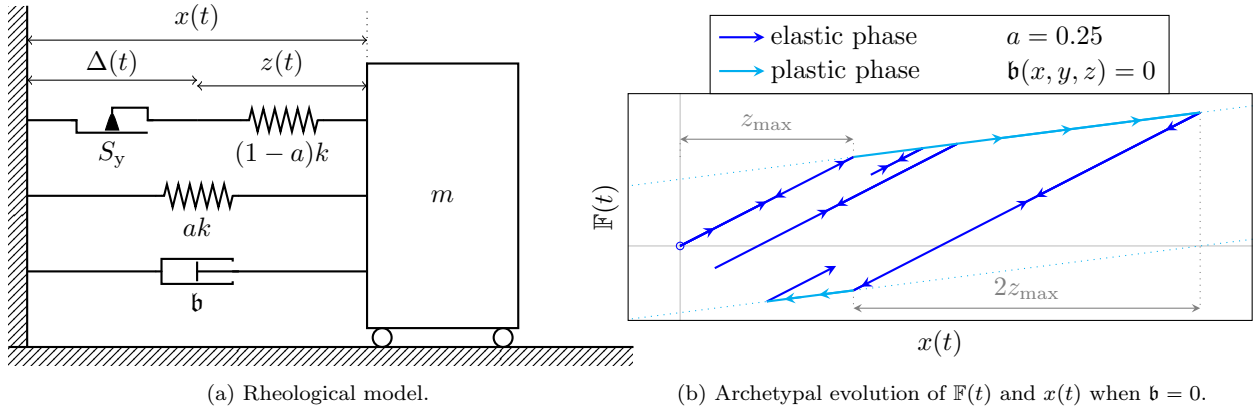 x(t)
Δ(t)
z(t)
S_y
(1 − a)k
ak
𝔟
m
(a) Rheological model.
elastic phase a = 0.25
plastic phase 𝔟(x, y, z) = 0
z_max
2z_max
𝔽(t)
x(t)
(b) Archetypal evolution of 𝔽(t) and x(t) when 𝔟 = 0.